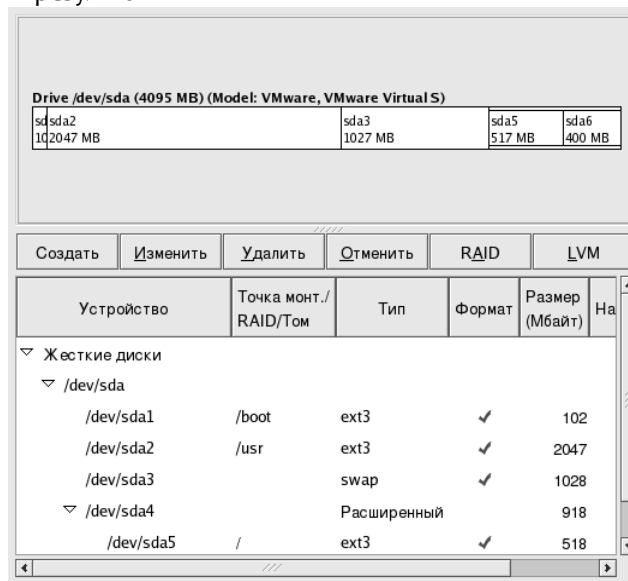 Drive /dev/sda (4095 MB) (Model: VMware, VMware Virtual S)
sda2 sda3 sda5 sda6
2047 MB 1027 MB 517 MB 400 MB
Создать Изменить Удалить Отменить RAID LVM
Устройство Точка монт./ RAID/Том Тип Формат Размер (Мбайт) На
Жесткие диски
/dev/sda
/dev/sda1 /boot ext3 102
/dev/sda2 /usr ext3 2047
/dev/sda3 swap 1028
/dev/sda4 Расширенный 918
/dev/sda5 / ext3 518